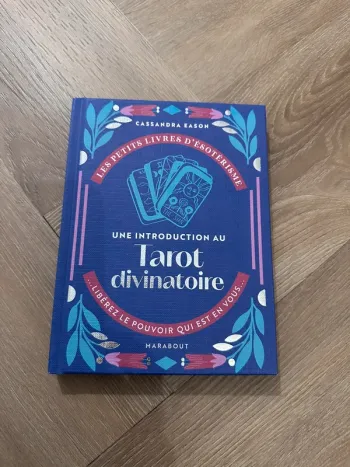 CASSANDRA EASON
LES PETITS LIVRES D'ÉSOTÉRISME
UNE INTRODUCTION AU
Tarot
divinatoire
...LIBÉREZ LE POUVOIR QUI EST EN VOUS...
MARABOUT